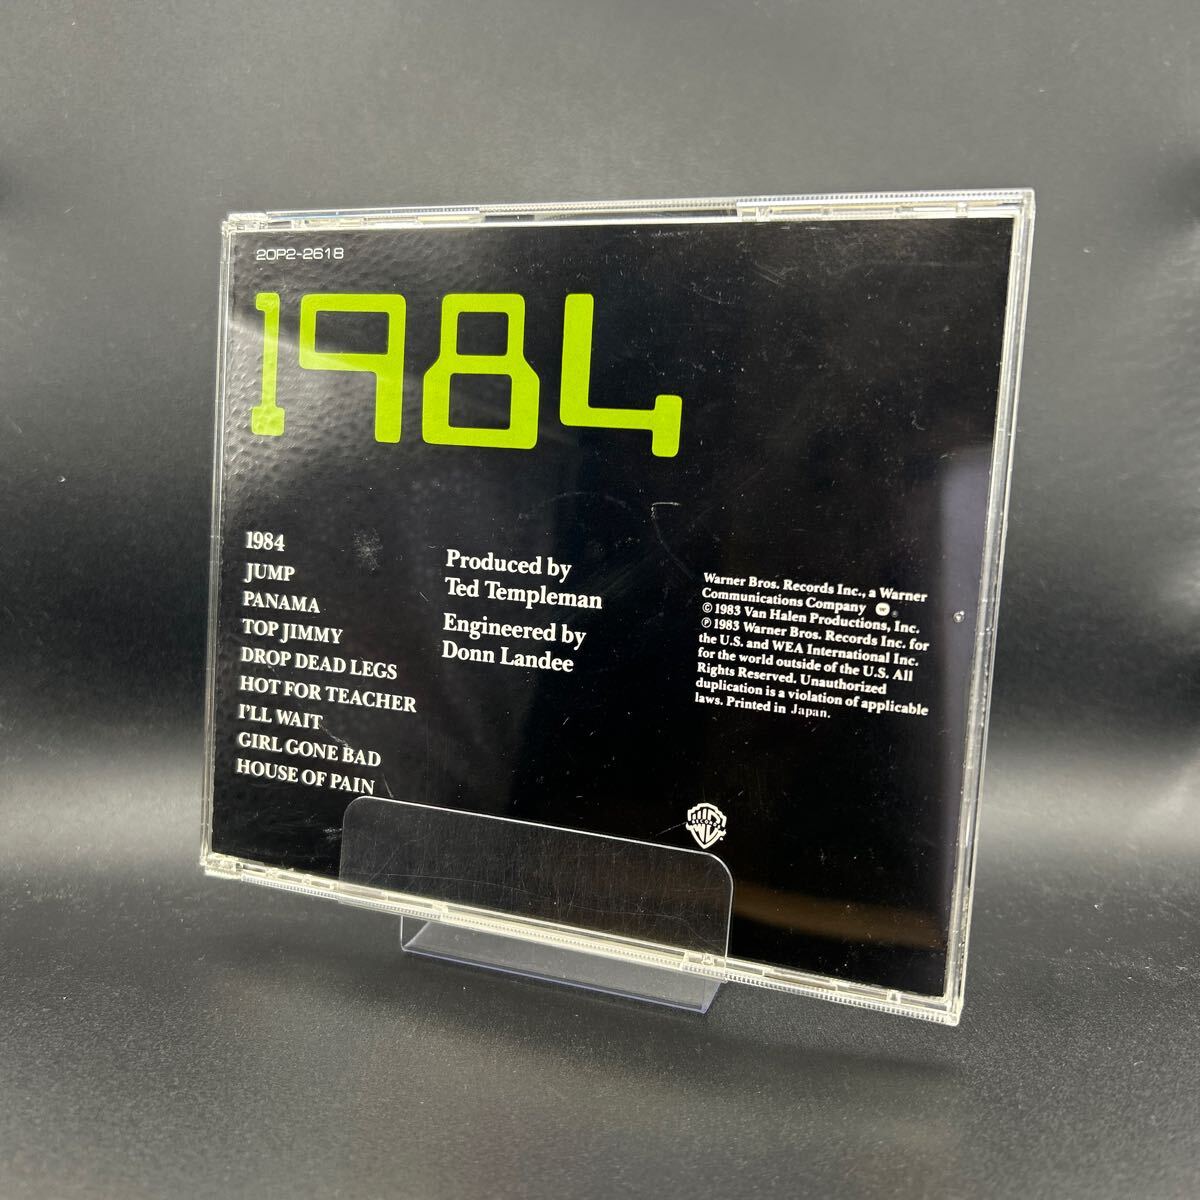 20P2-2618
1984
1984
JUMP
PANAMA
TOP JIMMY
DROP DEAD LEGS
HOT FOR TEACHER
I'LL WAIT
GIRL GONE BAD
HOUSE OF PAIN
Produced by
Ted Templeman
Engineered by
Donn Landee
Warner Bros. Records Inc., a Warner
Communications Company
© 1983 Van Halen Productions, Inc.
℗ 1983 Warner Bros. Records Inc. for
the U.S. and WEA International Inc.
for the world outside of the U.S. All
Rights Reserved. Unauthorized
duplication is a violation of applicable
laws. Printed in Japan.
RECORDS